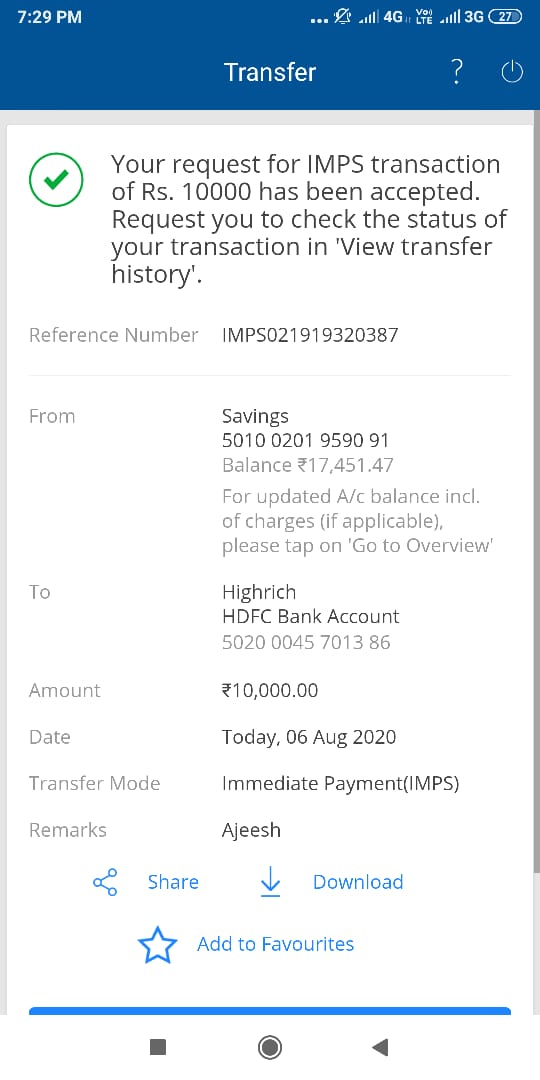 7:29 PM
... 4G Vo)) LTE 3G 27
Transfer
?
Your request for IMPS transaction
of Rs. 10000 has been accepted.
Request you to check the status of
your transaction in 'View transfer
history'.
Reference Number IMPS021919320387
From Savings
5010 0201 9590 91
Balance ₹17,451.47
For updated A/c balance incl.
of charges (if applicable),
please tap on 'Go to Overview'
To Highrich
HDFC Bank Account
5020 0045 7013 86
Amount ₹10,000.00
Date Today, 06 Aug 2020
Transfer Mode Immediate Payment(IMPS)
Remarks Ajeesh
Share Download
Add to Favourites